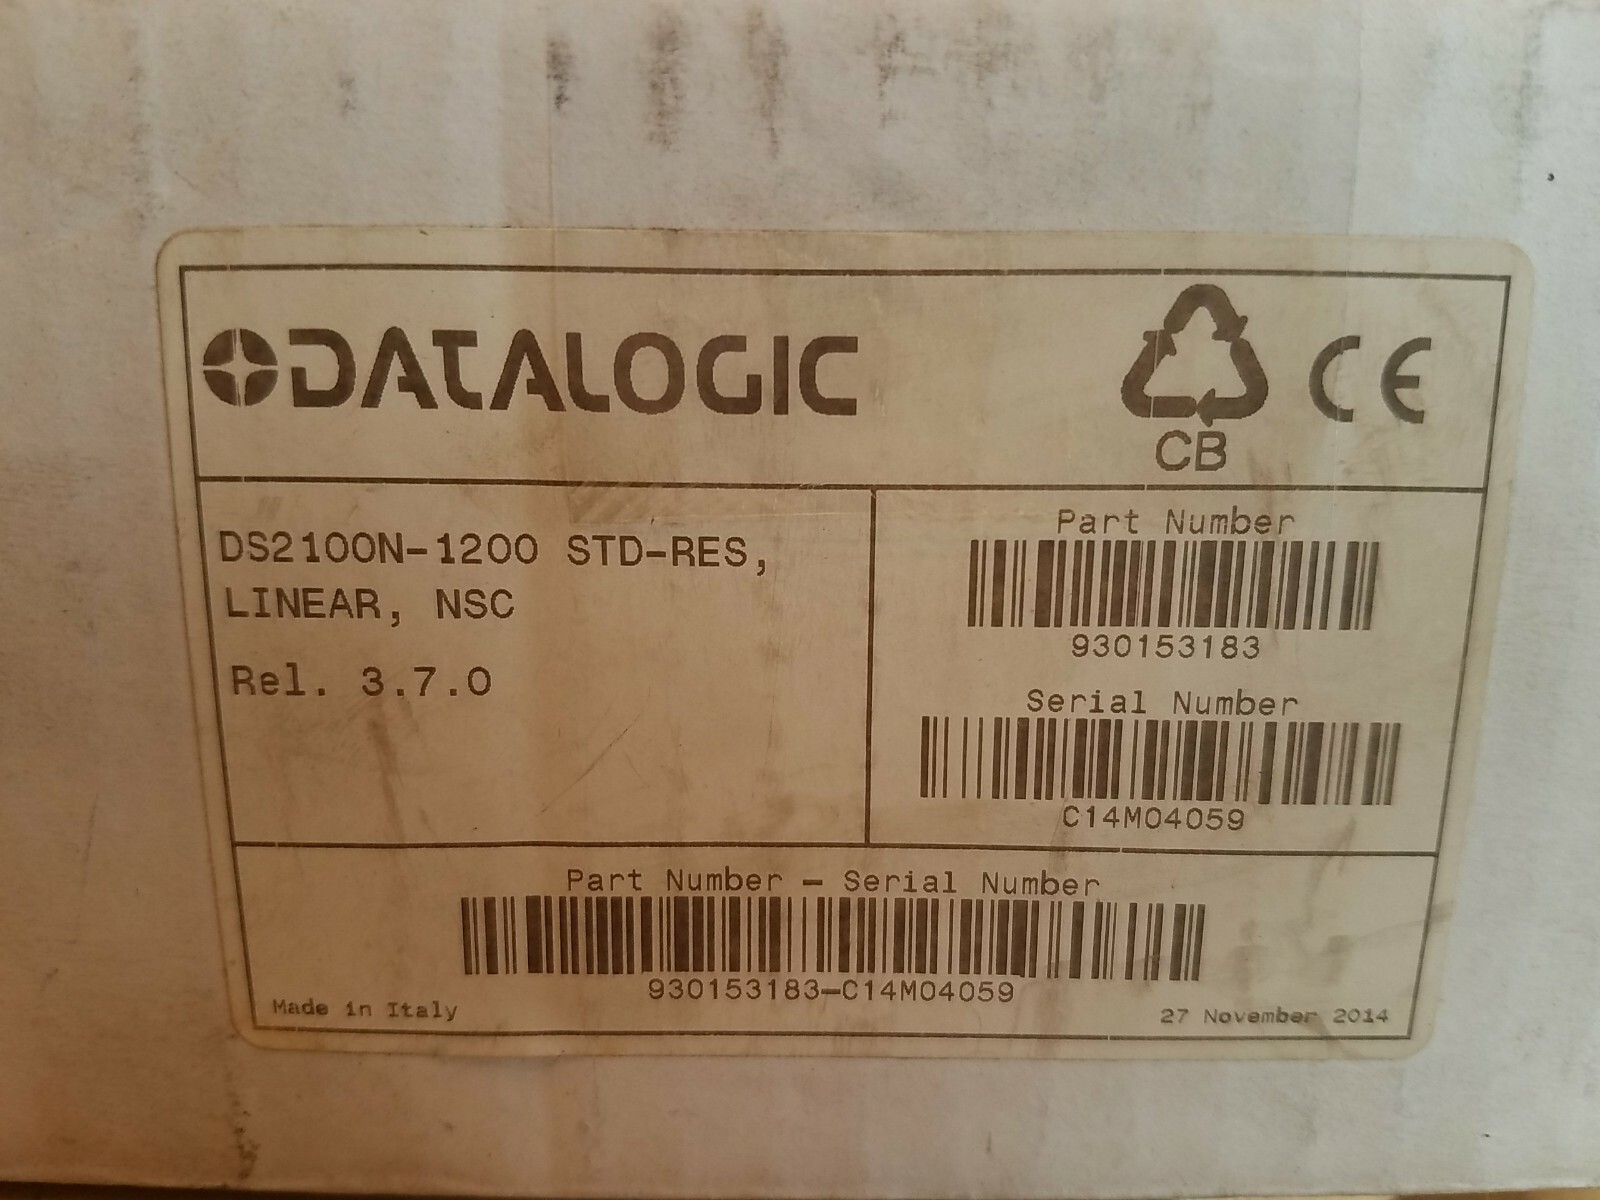 DATALOGIC
CB
CE
DS2100N-1200 STD-RES,
LINEAR, NSC
Rel. 3.7.0
Part Number
930153183
Serial Number
C14M04059
Part Number - Serial Number
930153183-C14M04059
Made in Italy
27 November 2014